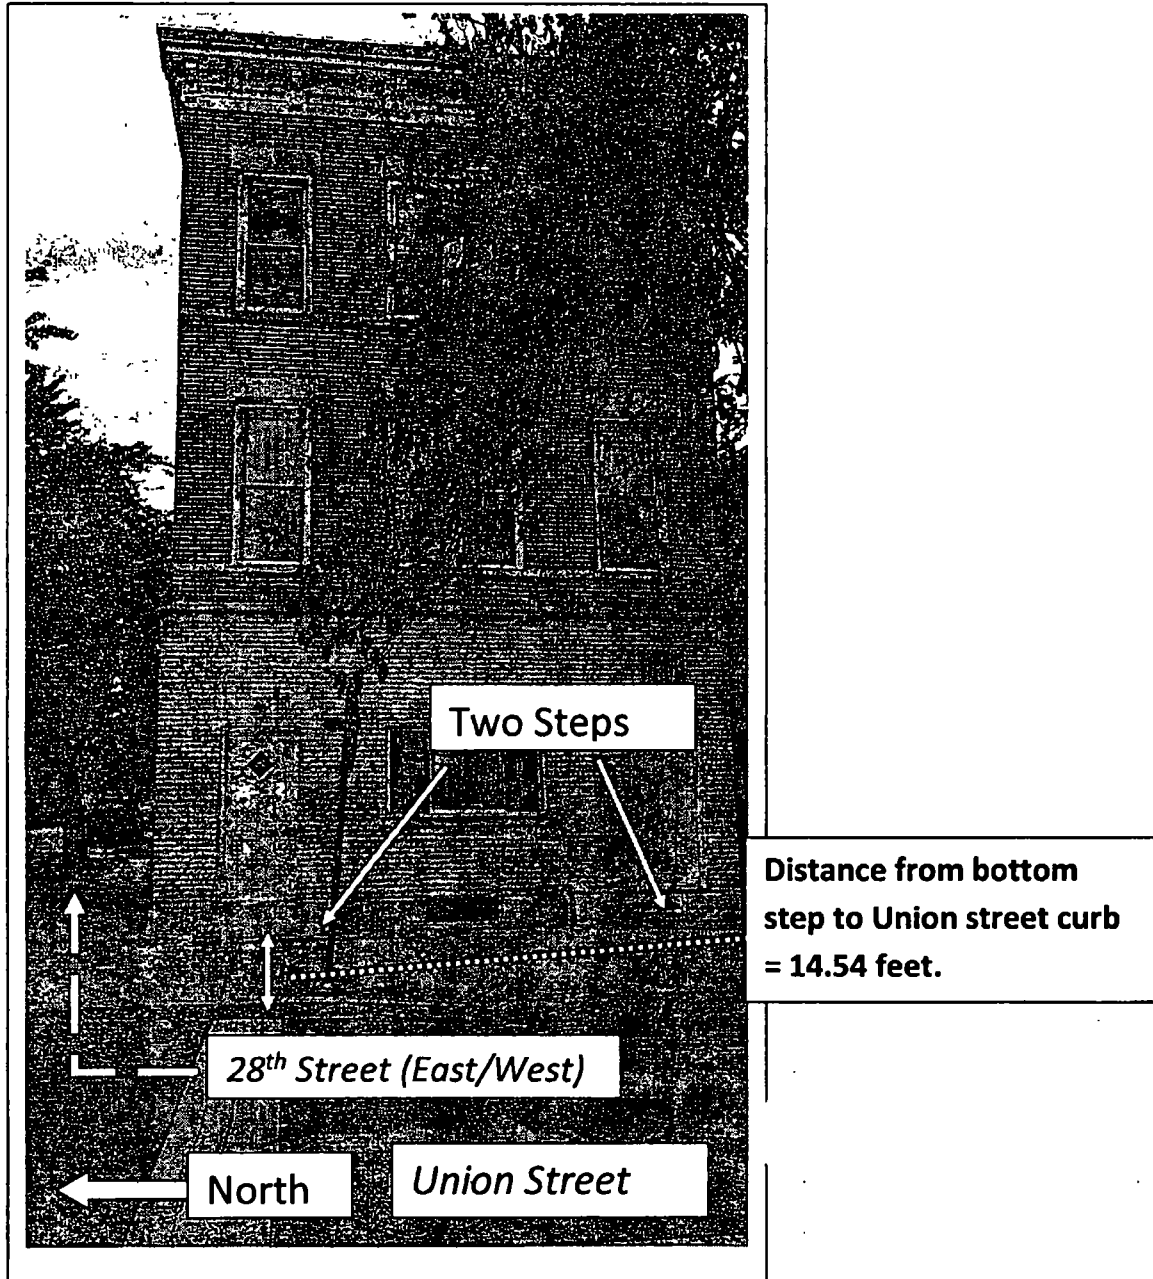 Two Steps
Distance from bottom
step to Union street curb
= 14.54 feet.
28th Street (East/West)
North
Union Street